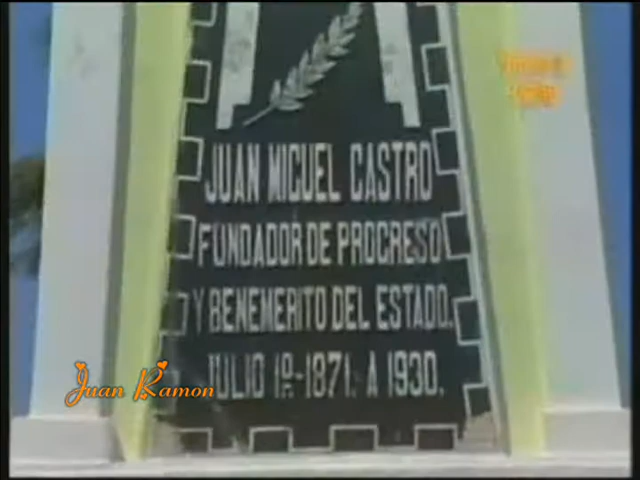 JUAN MIGUEL CASTRO
FUNDADOR DE PROGRESO
Y BENEMERITO DEL ESTADO.
JULIO 1º-1871. A 1930.
Juan Ramon